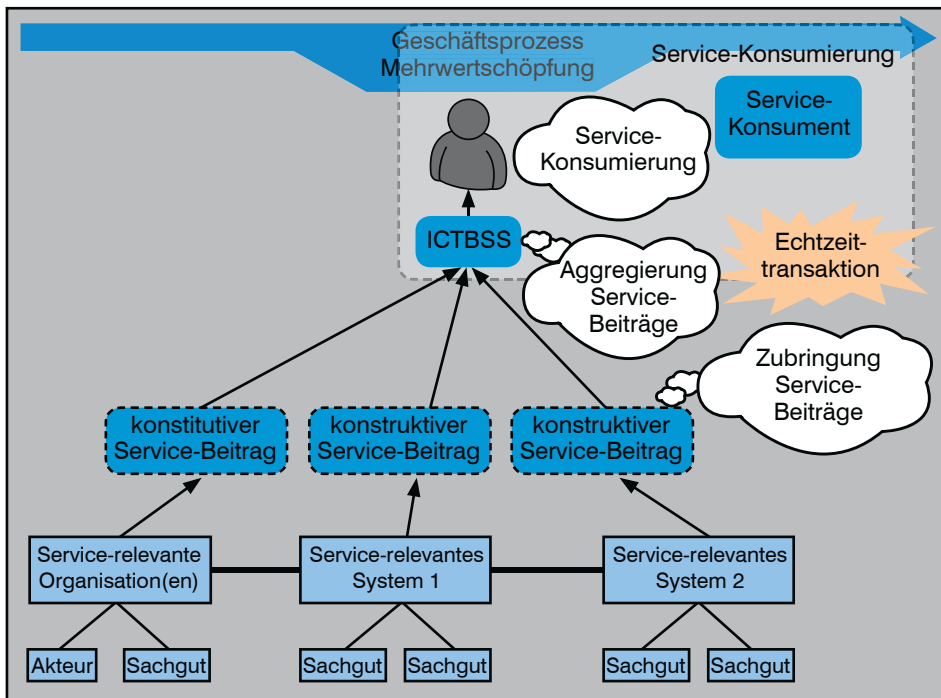 Geschäftsprozess
Mehrwertschöpfung
Service-Konsumierung
Service-
Konsument
Service-
Konsumierung
ICTBSS
Aggregierung
Service-
Beiträge
Echtzeit-
transaktion
Zubringung
Service-
Beiträge
konstitutiver
Service-Beitrag
konstruktiver
Service-Beitrag
konstruktiver
Service-Beitrag
Service-relevante
Organisation(en)
Service-relevantes
System 1
Service-relevantes
System 2
Akteur
Sachgut
Sachgut
Sachgut
Sachgut
Sachgut